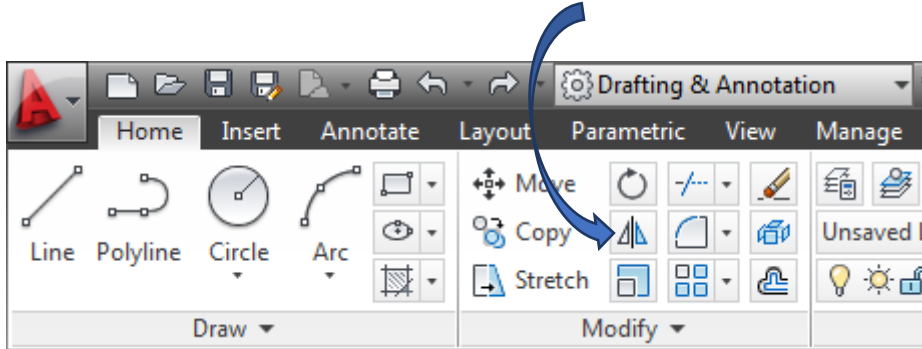 Drafting & Annotation
Home Insert Annotate Layout Parametric View Manage
Move
Copy
Line Polyline Circle Arc
Unsaved
Stretch
Draw Modify